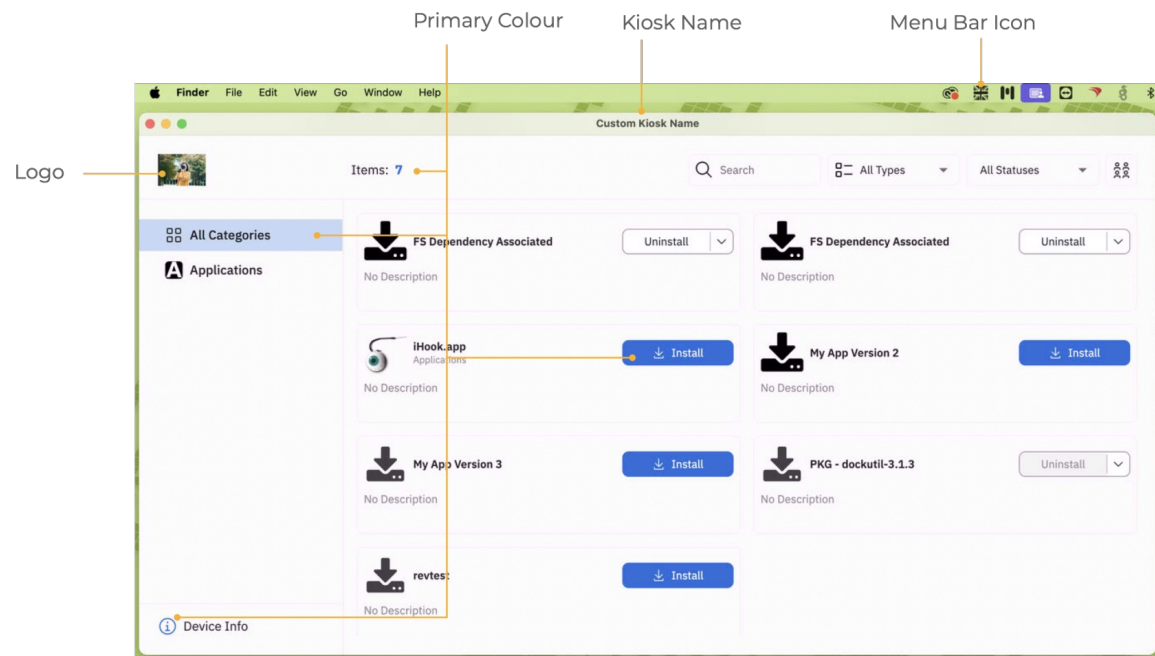 Primary Colour
Kiosk Name
Menu Bar Icon
Finder File Edit View Go Window Help
Custom Kiosk Name
Logo
Items: 7
Search
All Types
All Statuses
All Categories
Applications
FS Dependency Associated
Uninstall
No Description
FS Dependency Associated
Uninstall
No Description
iHook.app
Applications
Install
No Description
My App Version 2
Install
No Description
My App Version 3
Install
No Description
PKG - dockutil-3.1.3
Uninstall
No Description
revtest
Install
No Description
Device Info